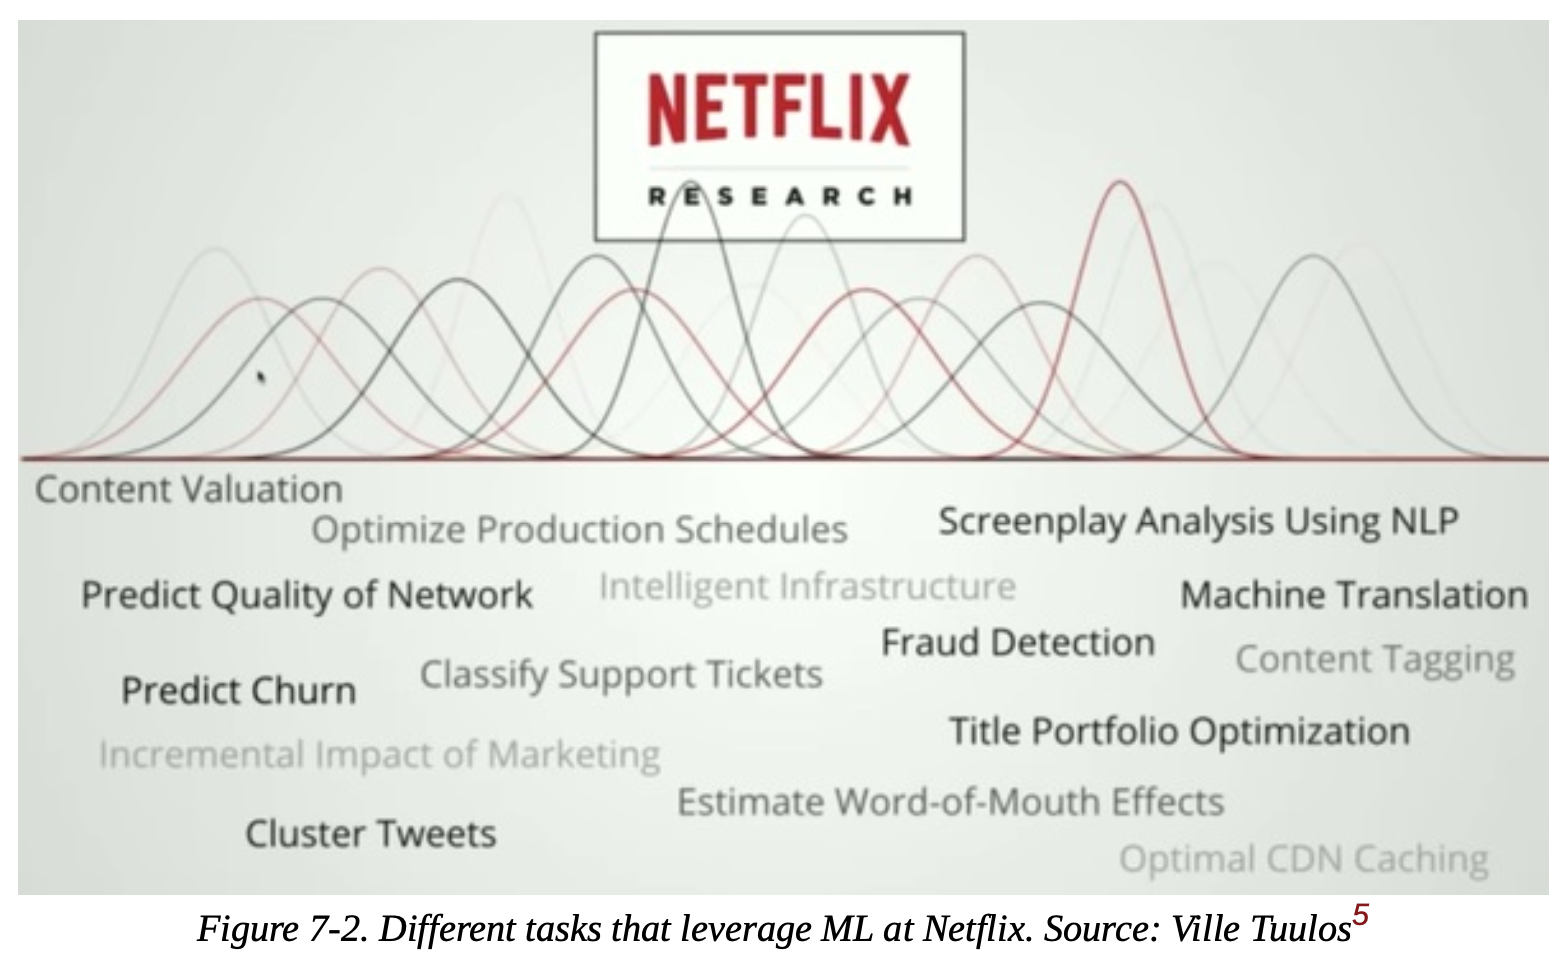 NETFLIX
RESEARCH
Content Valuation
Optimize Production Schedules
Screenplay Analysis Using NLP
Predict Quality of Network
Intelligent Infrastructure
Machine Translation
Fraud Detection
Content Tagging
Classify Support Tickets
Predict Churn
Title Portfolio Optimization
Incremental Impact of Marketing
Estimate Word-of-Mouth Effects
Cluster Tweets
Optimal CDN Caching
Figure 7-2. Different tasks that leverage ML at Netflix. Source: Ville Tuulos5